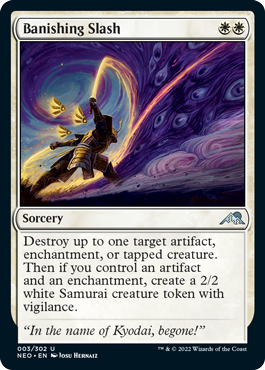 Banishing Slash
Sorcery
Destroy up to one target artifact,
enchantment, or tapped creature.
Then if you control an artifact
and an enchantment, create a 2/2
white Samurai creature token with
vigilance.
"In the name of Kyodai, begone!"
003/302 U
NEO • EN Josu Hernaiz
™ & © 2022 Wizards of the Coast